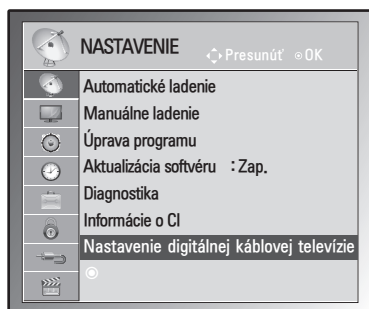 NASTAVENIE Presunúť OK
Automatické ladenie
Manuálne ladenie
Úprava programu
Aktualizácia softvéru : Zap.
Diagnostika
Informácie o CI
Nastavenie digitálnej káblovej televízie